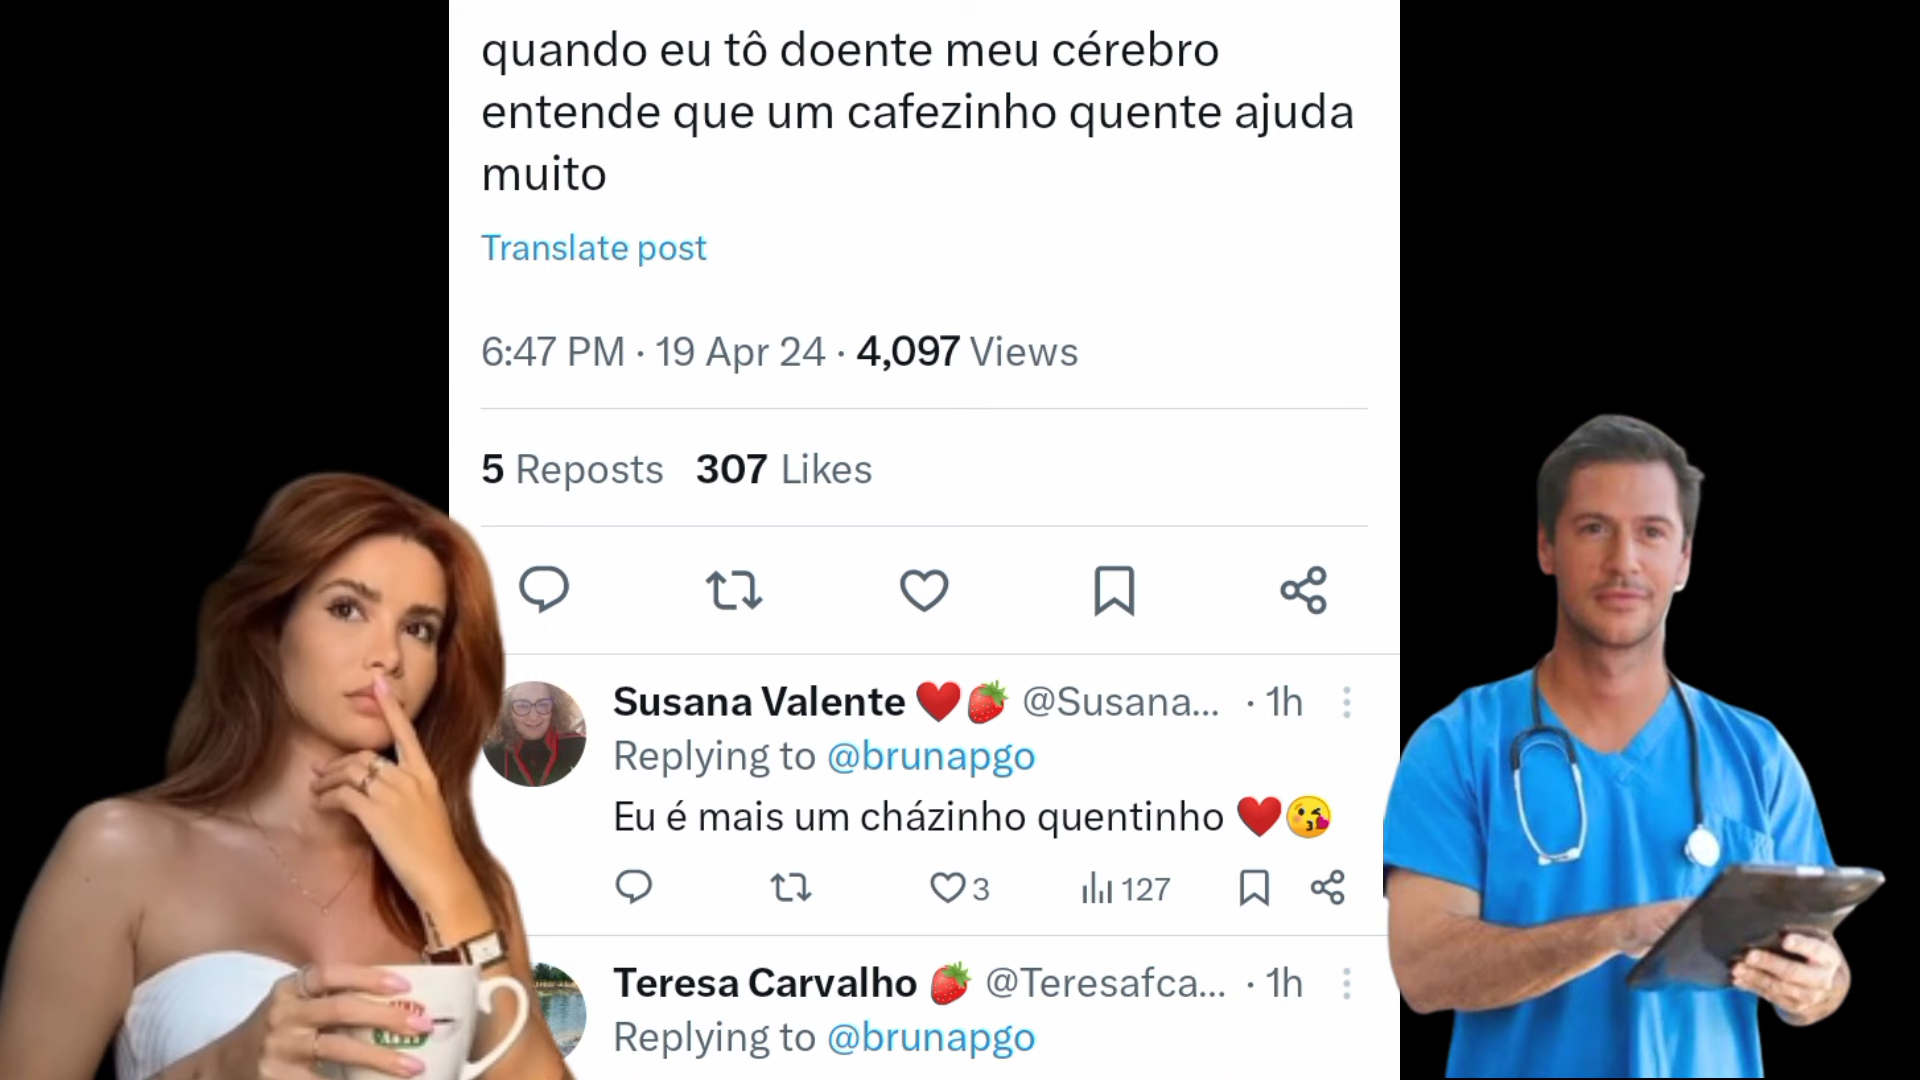 quando eu tô doente meu cérebro
entende que um cafezinho quente ajuda
muito
Translate post
6:47 PM · 19 Apr 24 · 4,097 Views
5 Reposts 307 Likes
Susana Valente ❤️🍓 @Susana... · 1h
Replying to @brunapgo
Eu é mais um cházinho quentinho ❤️😘
3 127
Teresa Carvalho 🍓 @Teresafca... · 1h
Replying to @brunapgo